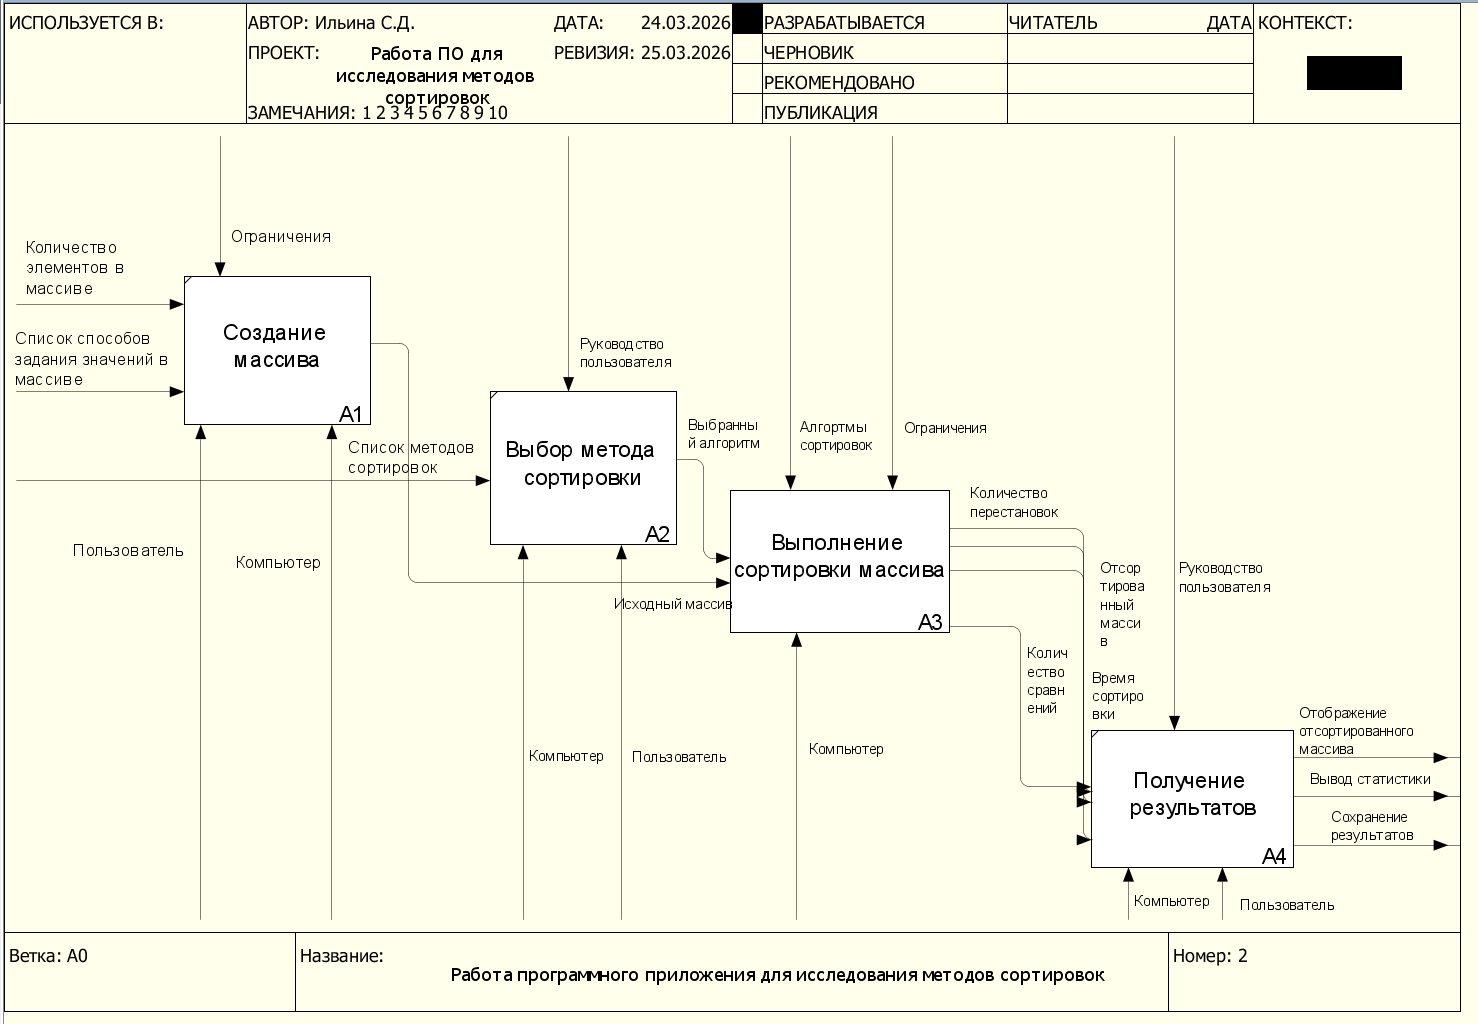 ИСПОЛЬЗУЕТСЯ В:
АВТОР: Ильина С.Д.
ДАТА: 24.03.2026
РАЗРАБАТЫВАЕТСЯ
ЧИТАТЕЛЬ
ДАТА
КОНТЕКСТ:
ПРОЕКТ:
Работа ПО для
исследования методов
сортировок
РЕВИЗИЯ: 25.03.2026
ЧЕРНОВИК
РЕКОМЕНДОВАНО
ЗАМЕЧАНИЯ: 1 2 3 4 5 6 7 8 9 10
ПУБЛИКАЦИЯ
Ограничения
Количество
элементов в
массиве
Список способов
задания значений в
массиве
Создание
массива
A1
Руководство
пользователя
Список методов
сортировок
Выбор метода
сортировки
A2
Выбранны
й алгоритм
Алгортмы
сортировок
Ограничения
Пользователь
Компьютер
Исходный массив
Выполнение
сортировки массива
A3
Количество
перестановок
Отсор
тирова
нный
масси
в
Руководство
пользователя
Колич
ество
сравн
ений
Время
сортиро
вки
Компьютер
Пользователь
Компьютер
Получение
результатов
A4
Отображение
отсортированного
массива
Вывод статистики
Сохранение
результатов
Компьютер
Пользователь
Ветка: A0
Название:
Работа программного приложения для исследования методов сортировок
Номер: 2